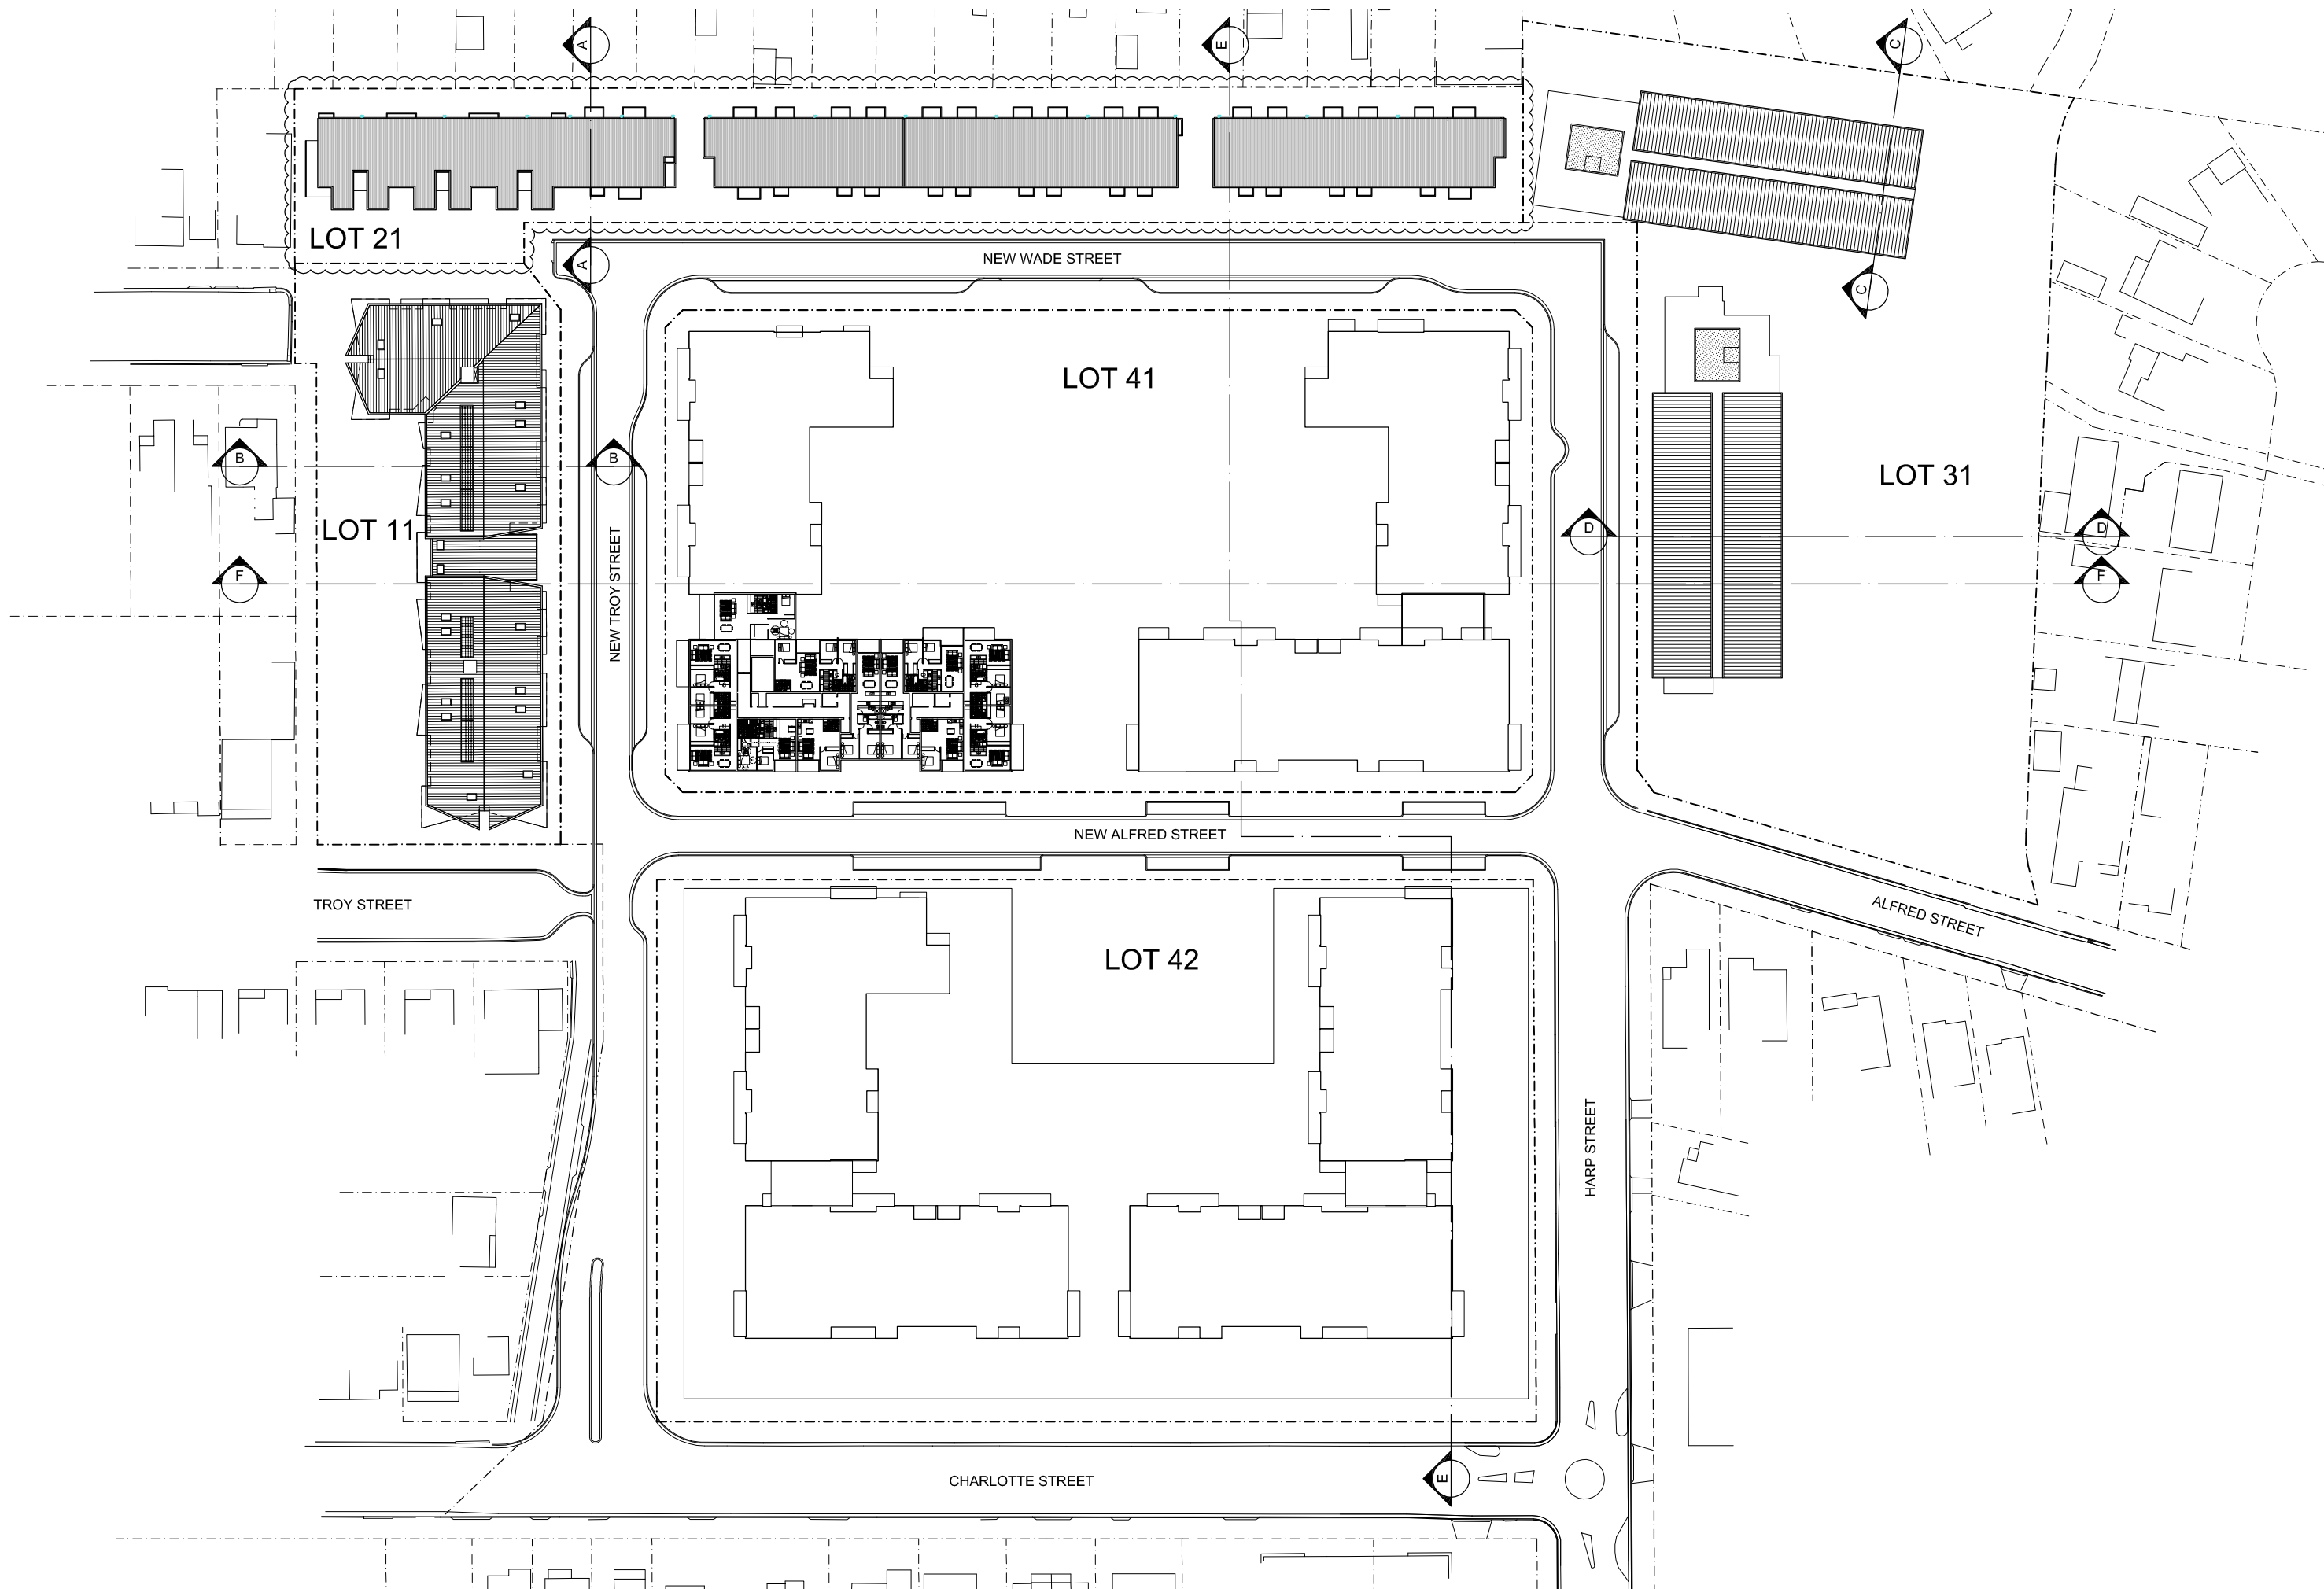 A
E
C
LOT 21
NEW WADE STREET
A
C
LOT 41
B
B
LOT 31
LOT 11
D
D
F
F
NEW TROY STREET
NEW ALFRED STREET
TROY STREET
ALFRED STREET
LOT 42
HARP STREET
CHARLOTTE STREET
E